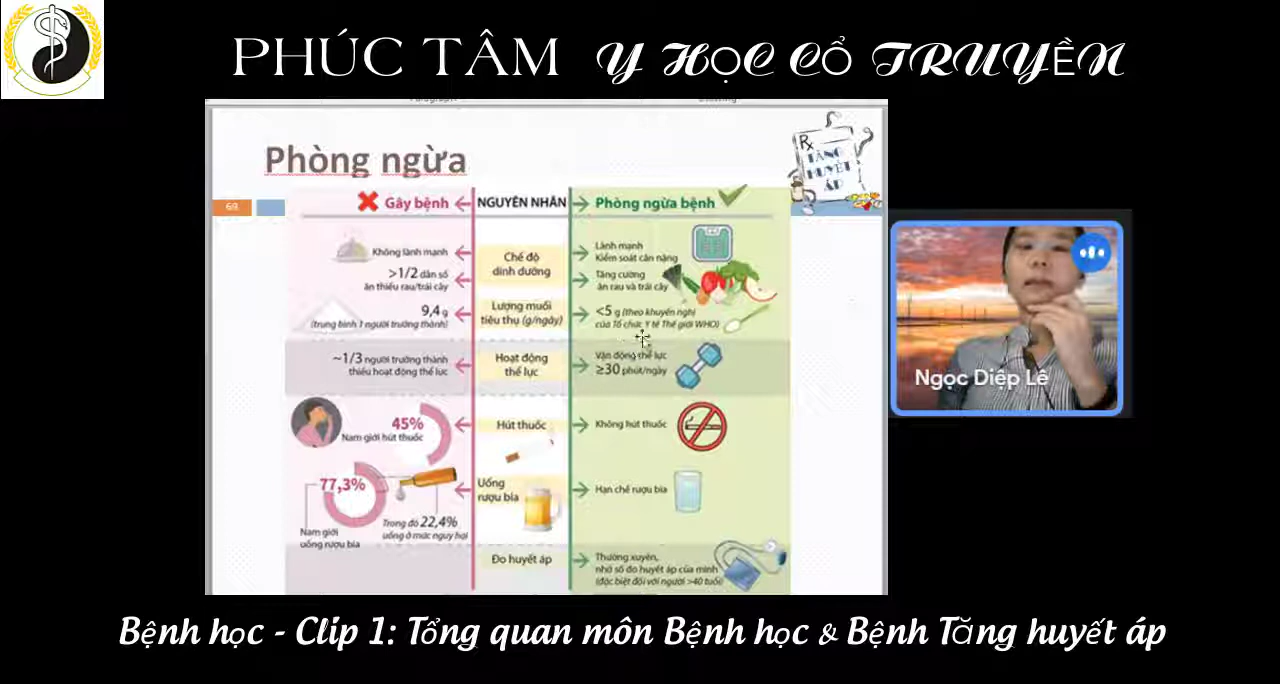 PHÚC TÂM Y HỌC CỔ TRUYỀN
Phòng ngừa
Rx
TĂNG
HUYẾT
ÁP
69
Gây bệnh
NGUYÊN NHÂN
Phòng ngừa bệnh
Không lành mạnh
Chế độ
dinh dưỡng
Lành mạnh
Kiểm soát cân nặng
>1/2 dân số
ăn thiếu rau/trái cây
Tăng cường
ăn rau và trái cây
9,4 g
(trung bình 1 người trưởng thành)
Lượng muối
tiêu thụ (g/ngày)
<5 g (theo khuyến nghị
của Tổ chức Y tế Thế giới WHO)
~1/3 người trưởng thành
thiếu hoạt động thể lực
Hoạt động
thể lực
Vận động thể lực
≥30 phút/ngày
45%
Nam giới hút thuốc
Hút thuốc
Không hút thuốc
77,3%
Nam giới
uống rượu bia
Trong đó 22,4%
uống ở mức nguy hại
Uống
rượu bia
Hạn chế rượu bia
Đo huyết áp
Thường xuyên,
nhớ số đo huyết áp của mình
(đặc biệt đối với người >40 tuổi)
Ngọc Diệp Lê
Bệnh học - Clip 1: Tổng quan môn Bệnh học & Bệnh Tăng huyết áp